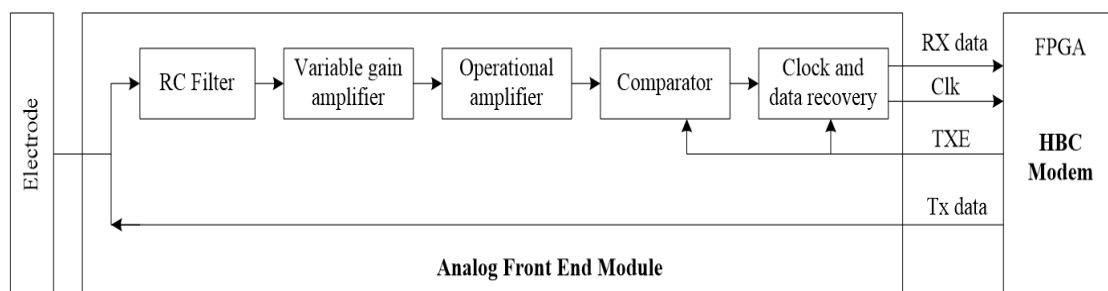 Electrode
RC Filter
Variable gain
amplifier
Operational
amplifier
Comparator
Clock and
data recovery
RX data
Clk
TXE
Tx data
FPGA
HBC
Modem
Analog Front End Module